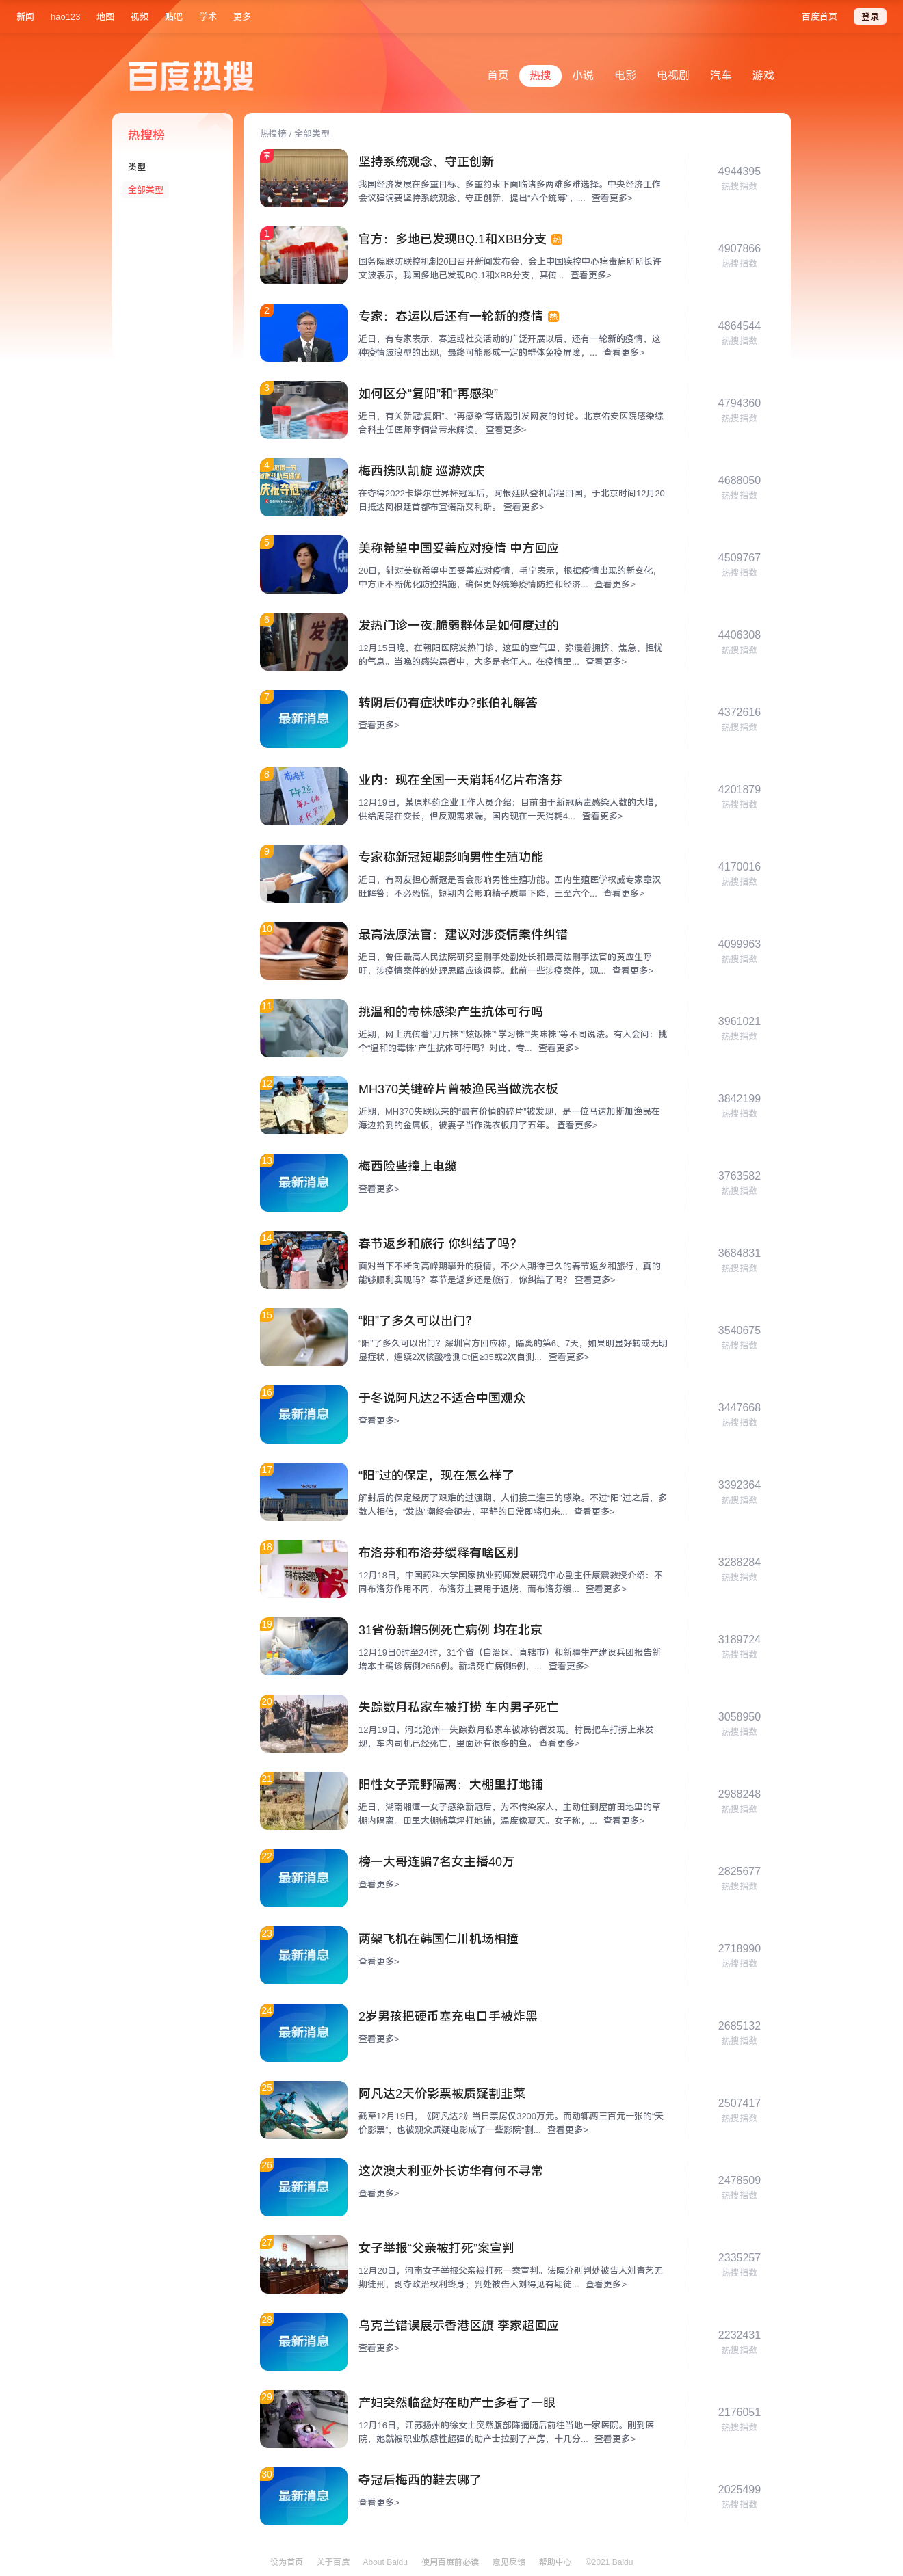 新闻 hao123 地图 视频 贴吧 学术 更多 百度首页 登录
百度热搜
首页 热搜 小说 电影 电视剧 汽车 游戏
热搜榜
类型
全部类型
热搜榜 / 全部类型
坚持系统观念、守正创新
我国经济发展在多重目标、多重约束下面临诸多两难多难选择。中央经济工作
会议强调要坚持系统观念、守正创新，提出“六个统筹”，... 查看更多>
4944395
热搜指数
1
官方：多地已发现BQ.1和XBB分支 热
国务院联防联控机制20日召开新闻发布会，会上中国疾控中心病毒病所所长许
文波表示，我国多地已发现BQ.1和XBB分支，其传... 查看更多>
4907866
热搜指数
2
专家：春运以后还有一轮新的疫情 热
近日，有专家表示，春运或社交活动的广泛开展以后，还有一轮新的疫情，这
种疫情波浪型的出现，最终可能形成一定的群体免疫屏障，... 查看更多>
4864544
热搜指数
3
如何区分“复阳”和“再感染”
近日，有关新冠“复阳”、“再感染”等话题引发网友的讨论。北京佑安医院感染综
合科主任医师李侗曾带来解读。 查看更多>
4794360
热搜指数
4
梅西携队凯旋 巡游欢庆
在夺得2022卡塔尔世界杯冠军后，阿根廷队登机启程回国，于北京时间12月20
日抵达阿根廷首都布宜诺斯艾利斯。 查看更多>
4688050
热搜指数
5
美称希望中国妥善应对疫情 中方回应
20日，针对美称希望中国妥善应对疫情，毛宁表示，根据疫情出现的新变化，
中方正不断优化防控措施，确保更好统筹疫情防控和经济... 查看更多>
4509767
热搜指数
6
发热门诊
发热门诊一夜:脆弱群体是如何度过的
12月15日晚，在朝阳医院发热门诊，这里的空气里，弥漫着拥挤、焦急、担忧
的气息。当晚的感染患者中，大多是老年人。在疫情里... 查看更多>
4406308
热搜指数
7
最新消息
转阴后仍有症状咋办?张伯礼解答
查看更多>
4372616
热搜指数
8
业内：现在全国一天消耗4亿片布洛芬
12月19日，某原料药企业工作人员介绍：目前由于新冠病毒感染人数的大增，
供给周期在变长，但反观需求端，国内现在一天消耗4... 查看更多>
4201879
热搜指数
9
专家称新冠短期影响男性生殖功能
近日，有网友担心新冠是否会影响男性生殖功能。国内生殖医学权威专家章汉
旺解答：不必恐慌，短期内会影响精子质量下降，三至六个... 查看更多>
4170016
热搜指数
10
最高法原法官：建议对涉疫情案件纠错
近日，曾任最高人民法院研究室刑事处副处长和最高法刑事法官的黄应生呼
吁，涉疫情案件的处理思路应该调整。此前一些涉疫案件，现... 查看更多>
4099963
热搜指数
11
挑温和的毒株感染产生抗体可行吗
近期，网上流传着“刀片株”“炫饭株”“学习株”“失味株”等不同说法。有人会问：挑
个“温和的毒株”产生抗体可行吗？对此，专... 查看更多>
3961021
热搜指数
12
MH370关键碎片曾被渔民当做洗衣板
近期，MH370失联以来的“最有价值的碎片”被发现，是一位马达加斯加渔民在
海边拾到的金属板，被妻子当作洗衣板用了五年。 查看更多>
3842199
热搜指数
13
最新消息
梅西险些撞上电缆
查看更多>
3763582
热搜指数
14
春节返乡和旅行 你纠结了吗?
面对当下不断向高峰期攀升的疫情，不少人期待已久的春节返乡和旅行，真的
能够顺利实现吗？春节是返乡还是旅行，你纠结了吗？ 查看更多>
3684831
热搜指数
15
“阳”了多久可以出门?
“阳”了多久可以出门？深圳官方回应称，隔离的第6、7天，如果明显好转或无明
显症状，连续2次核酸检测Ct值≥35或2次自测... 查看更多>
3540675
热搜指数
16
最新消息
于冬说阿凡达2不适合中国观众
查看更多>
3447668
热搜指数
17
“阳”过的保定，现在怎么样了
解封后的保定经历了艰难的过渡期，人们接二连三的感染。不过“阳”过之后，多
数人相信，“发热”潮终会褪去，平静的日常即将归来... 查看更多>
3392364
热搜指数
18
布洛芬和布洛芬缓释有啥区别
12月18日，中国药科大学国家执业药师发展研究中心副主任康震教授介绍：不
同布洛芬作用不同，布洛芬主要用于退烧，而布洛芬缓... 查看更多>
3288284
热搜指数
19
31省份新增5例死亡病例 均在北京
12月19日0时至24时，31个省（自治区、直辖市）和新疆生产建设兵团报告新
增本土确诊病例2656例。新增死亡病例5例，... 查看更多>
3189724
热搜指数
20
失踪数月私家车被打捞 车内男子死亡
12月19日，河北沧州一失踪数月私家车被冰钓者发现。村民把车打捞上来发
现，车内司机已经死亡，里面还有很多的鱼。 查看更多>
3058950
热搜指数
21
阳性女子荒野隔离：大棚里打地铺
近日，湖南湘潭一女子感染新冠后，为不传染家人，主动住到屋前田地里的草
棚内隔离。田里大棚铺草坪打地铺，温度像夏天。女子称，... 查看更多>
2988248
热搜指数
22
最新消息
榜一大哥连骗7名女主播40万
查看更多>
2825677
热搜指数
23
最新消息
两架飞机在韩国仁川机场相撞
查看更多>
2718990
热搜指数
24
最新消息
2岁男孩把硬币塞充电口手被炸黑
查看更多>
2685132
热搜指数
25
阿凡达2天价影票被质疑割韭菜
截至12月19日，《阿凡达2》当日票房仅3200万元。而动辄两三百元一张的“天
价影票”，也被观众质疑电影成了一些影院“割... 查看更多>
2507417
热搜指数
26
最新消息
这次澳大利亚外长访华有何不寻常
查看更多>
2478509
热搜指数
27
女子举报“父亲被打死”案宣判
12月20日，河南女子举报父亲被打死一案宣判。法院分别判处被告人刘青艺无
期徒刑，剥夺政治权利终身；判处被告人刘得见有期徒... 查看更多>
2335257
热搜指数
28
最新消息
乌克兰错误展示香港区旗 李家超回应
查看更多>
2232431
热搜指数
29
产妇突然临盆好在助产士多看了一眼
12月16日，江苏扬州的徐女士突然腹部阵痛随后前往当地一家医院。刚到医
院，她就被职业敏感性超强的助产士拉到了产房，十几分... 查看更多>
2176051
热搜指数
30
最新消息
夺冠后梅西的鞋去哪了
查看更多>
2025499
热搜指数
设为首页 关于百度 About Baidu 使用百度前必读 意见反馈 帮助中心 ©2021 Baidu